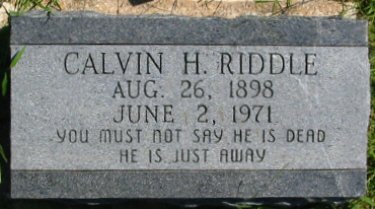 CALVIN H. RIDDLE
AUG. 26, 1898
JUNE 2, 1971
YOU MUST NOT SAY HE IS DEAD
HE IS JUST AWAY